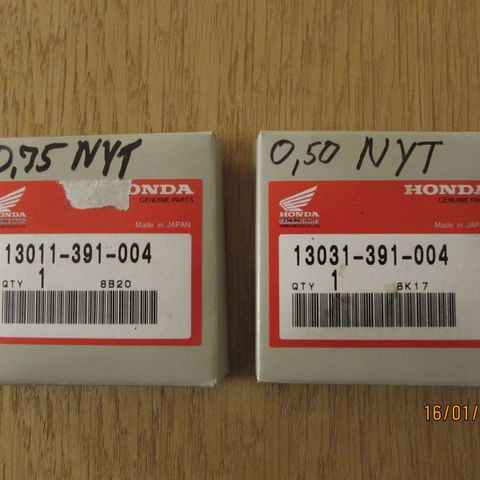 0,75 NYT
HONDA
GENUINE PARTS
Made in JAPAN
13011-391-004
QTY 1 8B20
0,50 NYT
HONDA
GENUINE PARTS
Made in JAPAN
13031-391-004
QTY 1 8K17
16/01/